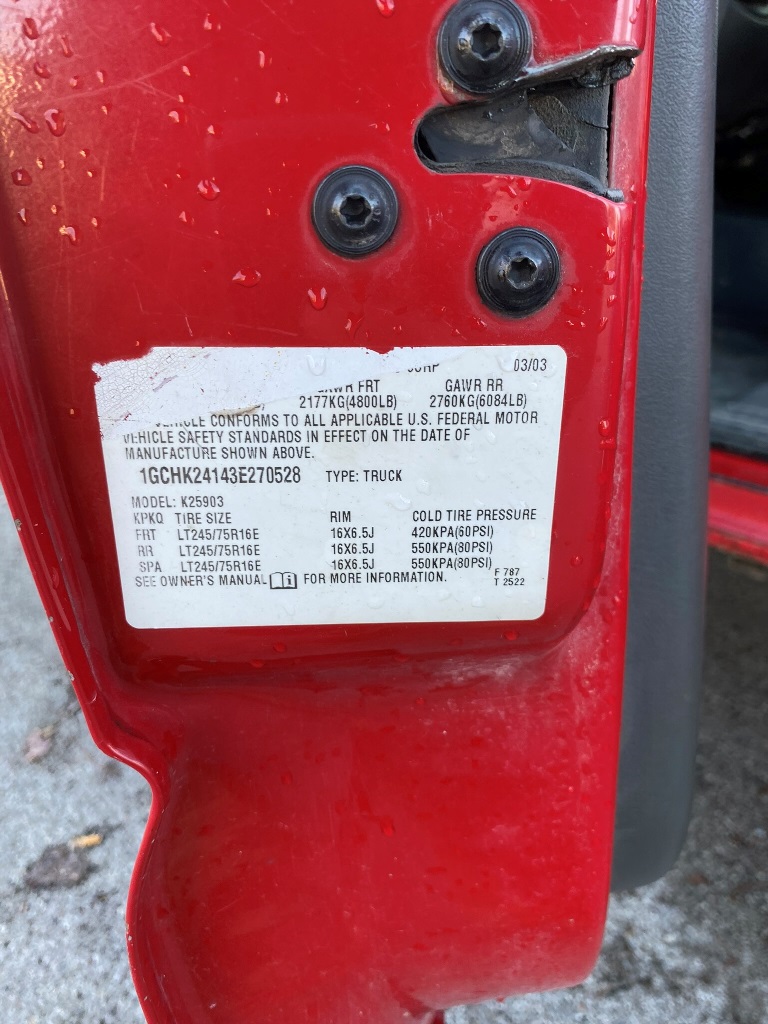 CORP 03/03
GAWR FRT GAWR RR
2177KG(4800LB) 2760KG(6084LB)
VEHICLE CONFORMS TO ALL APPLICABLE U.S. FEDERAL MOTOR
VEHICLE SAFETY STANDARDS IN EFFECT ON THE DATE OF
MANUFACTURE SHOWN ABOVE.
1GCHK24143E270528 TYPE: TRUCK
MODEL: K25903
KPKQ TIRE SIZE RIM COLD TIRE PRESSURE
FRT LT245/75R16E 16X6.5J 420KPA(60PSI)
RR LT245/75R16E 16X6.5J 550KPA(80PSI)
SPA LT245/75R16E 16X6.5J 550KPA(80PSI)
SEE OWNER'S MANUAL FOR MORE INFORMATION. F 787
T 2522